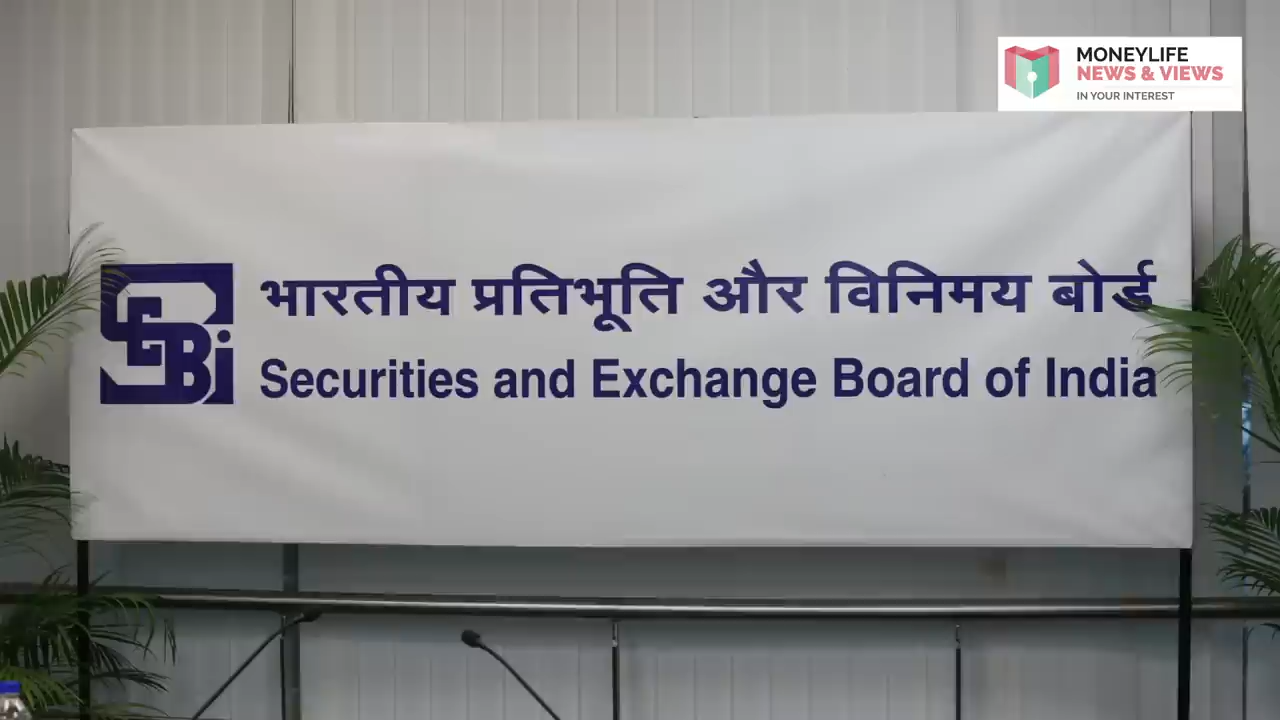 MONEYLIFE
NEWS & VIEWS
IN YOUR INTEREST
SEBi
भारतीय प्रतिभूति और विनिमय बोर्ड
Securities and Exchange Board of India